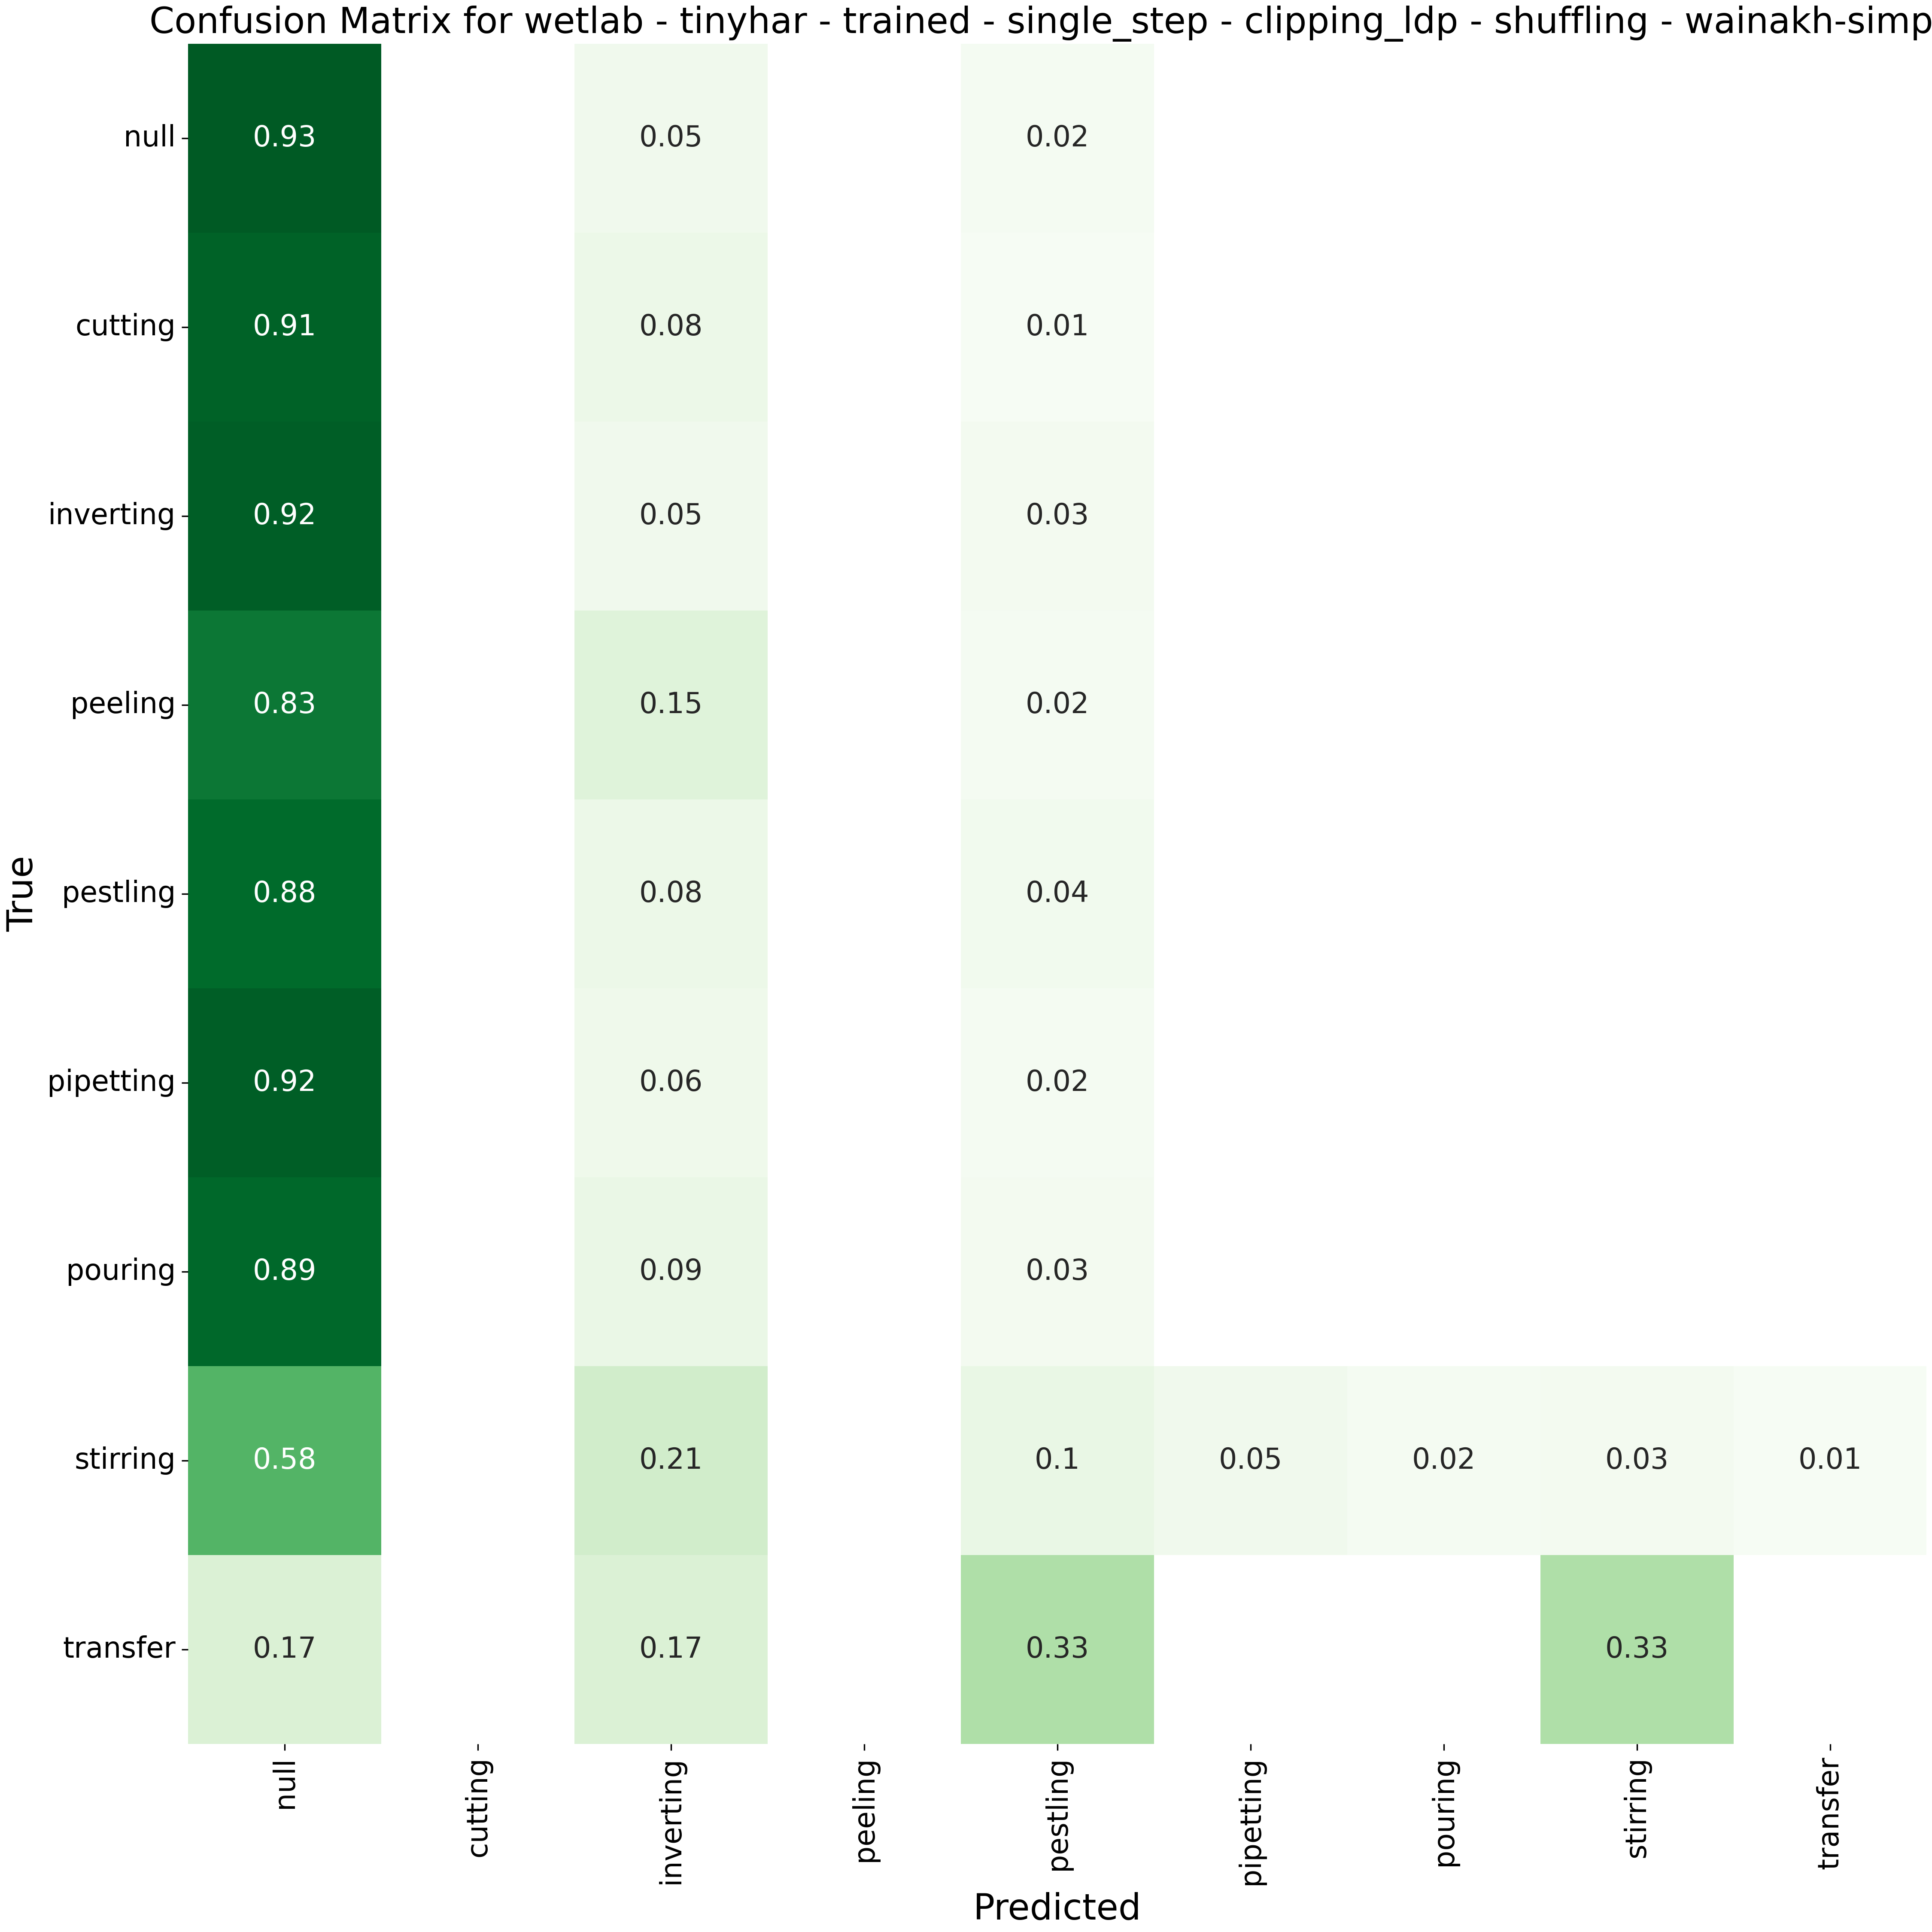 Confusion Matrix for wetlab - tinyhar - trained - single_step - clipping_ldp - shuffling - wainakh-simp
null 0.93 0.05 0.02
cutting 0.91 0.08 0.01
inverting 0.92 0.05 0.03
peeling 0.83 0.15 0.02
pestling 0.88 0.08 0.04
pipetting 0.92 0.06 0.02
pouring 0.89 0.09 0.03
stirring 0.58 0.21 0.1 0.05 0.02 0.03 0.01
transfer 0.17 0.17 0.33 0.33
True
null cutting inverting peeling pestling pipetting pouring stirring transfer
Predicted